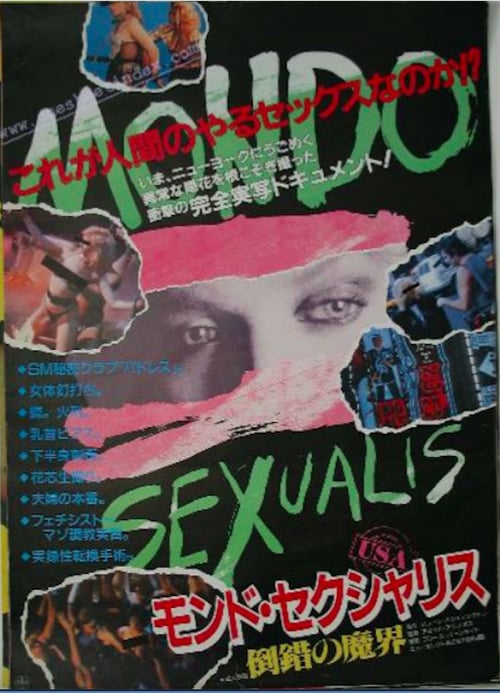 MONDO
これが人間のやるセックスなのか!?
いま、ニューヨークにうごめく
異常な悪花を根こそぎ撮った
衝撃の完全実写ドキュメント!
◆SM秘密クラブ"パドレス"。
◆女体釘打ち。
◆乳首ピアス。
◆下半身刺青。
◆夫婦の本番。
◆フェチシスト
マゾ調教実習。
◆実録性転換手術。
SEXUALIS
USA
モンド・セクシャリス
倒錯の魔界